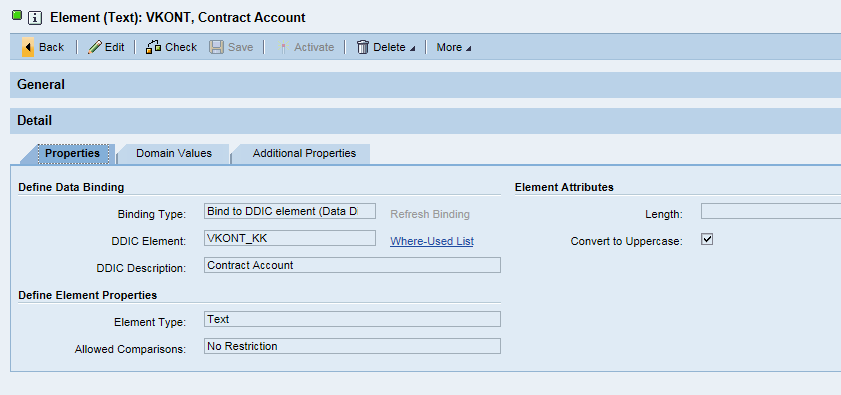 Element (Text): VKONT, Contract Account
Back Edit Check Save Activate Delete More
General
Detail
Properties Domain Values Additional Properties
Define Data Binding Element Attributes
Binding Type: Bind to DDIC element (Data D Refresh Binding Length:
DDIC Element: VKONT_KK Where-Used List Convert to Uppercase:
DDIC Description: Contract Account
Define Element Properties
Element Type: Text
Allowed Comparisons: No Restriction